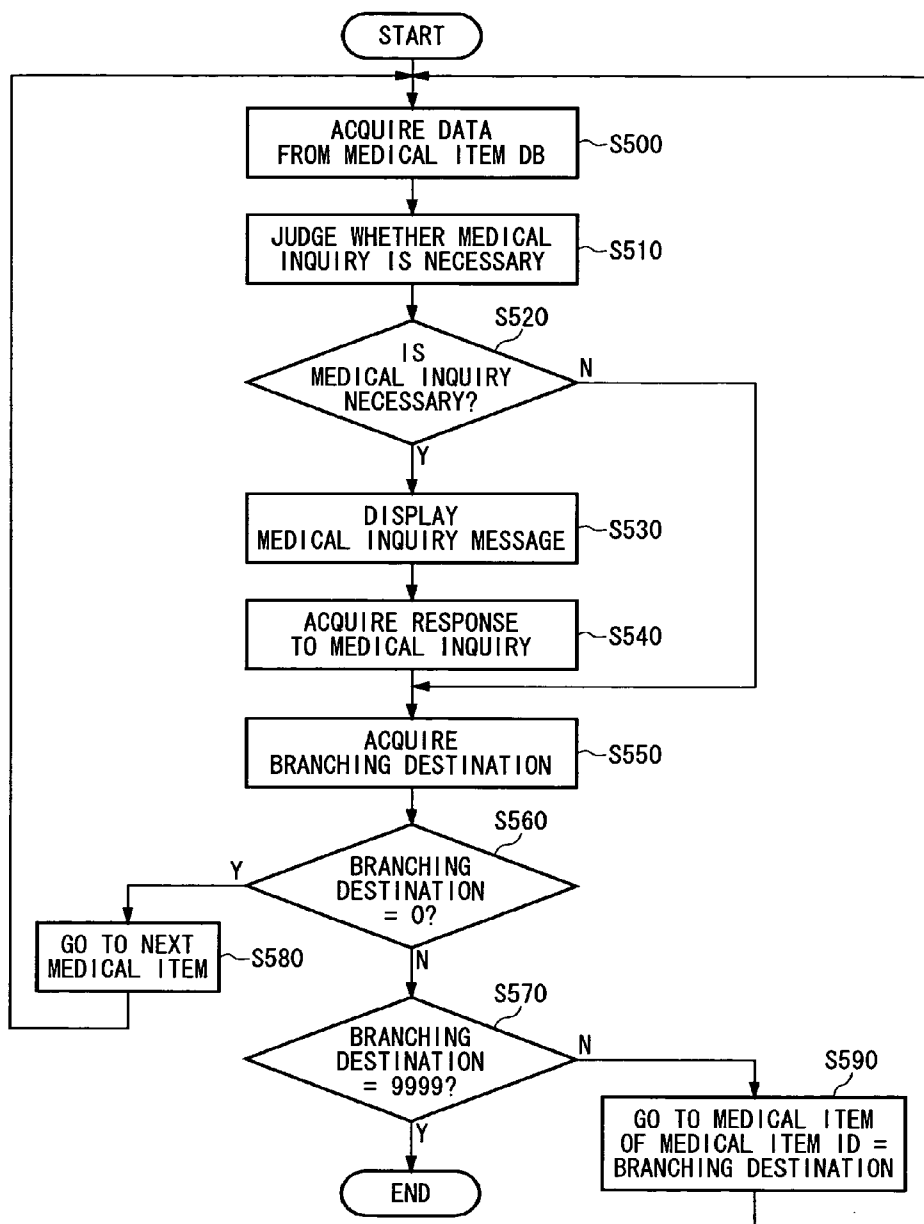 START
ACQUIRE DATA
FROM MEDICAL ITEM DB
S500
JUDGE WHETHER MEDICAL
INQUIRY IS NECESSARY
S510
S520
IS
MEDICAL INQUIRY
NECESSARY?
N
Y
DISPLAY
MEDICAL INQUIRY MESSAGE
S530
ACQUIRE RESPONSE
TO MEDICAL INQUIRY
S540
ACQUIRE
BRANCHING DESTINATION
S550
S560
Y
BRANCHING
DESTINATION
= 0?
GO TO NEXT
MEDICAL ITEM
S580
N
S570
BRANCHING
DESTINATION
= 9999?
N
S590
Y
GO TO MEDICAL ITEM
OF MEDICAL ITEM ID =
BRANCHING DESTINATION
END